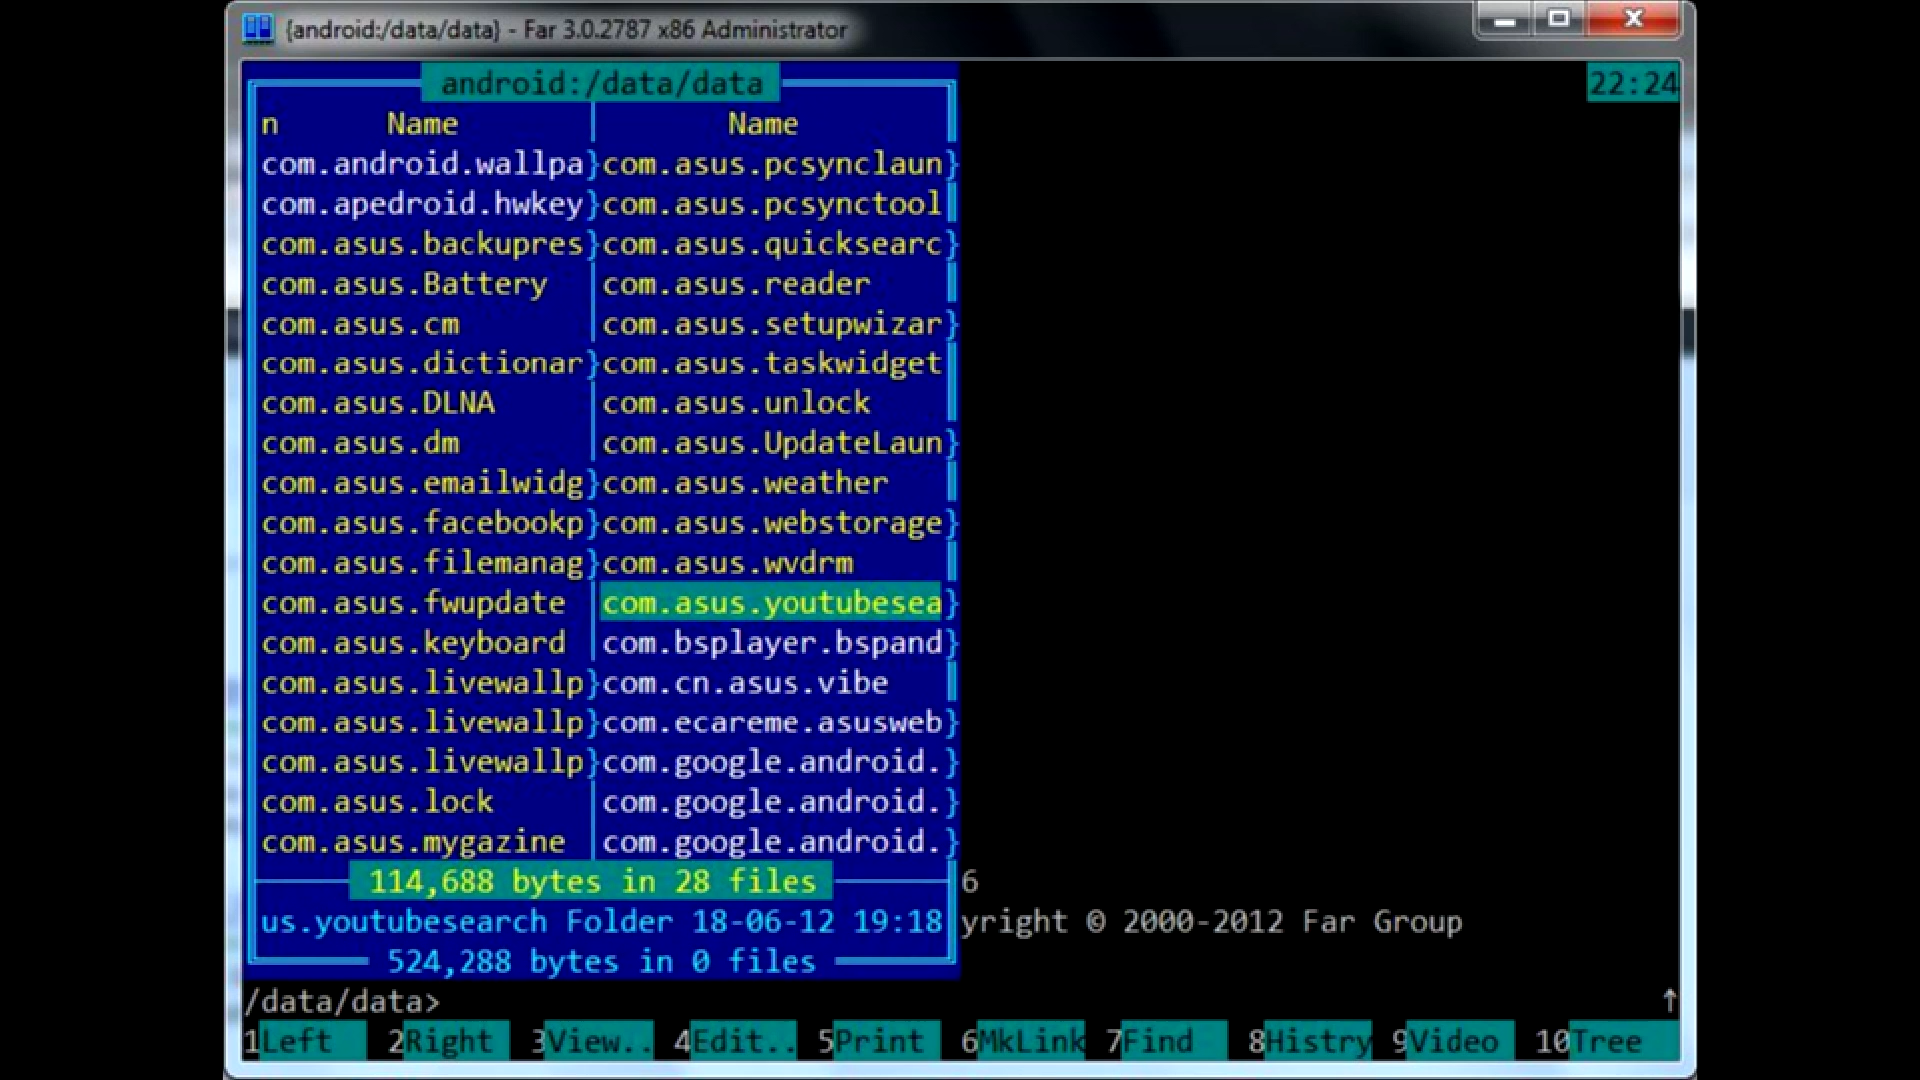 {android:/data/data} - Far 3.0.2787 x86 Administrator
android:/data/data 22:24
n Name Name
com.android.wallpa}com.asus.pcsynclaun}
com.apedroid.hwkey}com.asus.pcsynctool
com.asus.backupres}com.asus.quicksearc}
com.asus.Battery com.asus.reader
com.asus.cm com.asus.setupwizar}
com.asus.dictionar}com.asus.taskwidget
com.asus.DLNA com.asus.unlock
com.asus.dm com.asus.UpdateLaun}
com.asus.emailwidg}com.asus.weather
com.asus.facebookp}com.asus.webstorage}
com.asus.filemanag}com.asus.wvdrm
com.asus.fwupdate com.asus.youtubesea}
com.asus.keyboard com.bsplayer.bspand}
com.asus.livewallp}com.cn.asus.vibe
com.asus.livewallp}com.ecareme.asusweb}
com.asus.livewallp}com.google.android.}
com.asus.lock com.google.android.}
com.asus.mygazine com.google.android.}
114,688 bytes in 28 files 6
us.youtubesearch Folder 18-06-12 19:18 yright © 2000-2012 Far Group
524,288 bytes in 0 files
/data/data> ↑
1Left 2Right 3View.. 4Edit.. 5Print 6MkLink 7Find 8Histry 9Video 10Tree